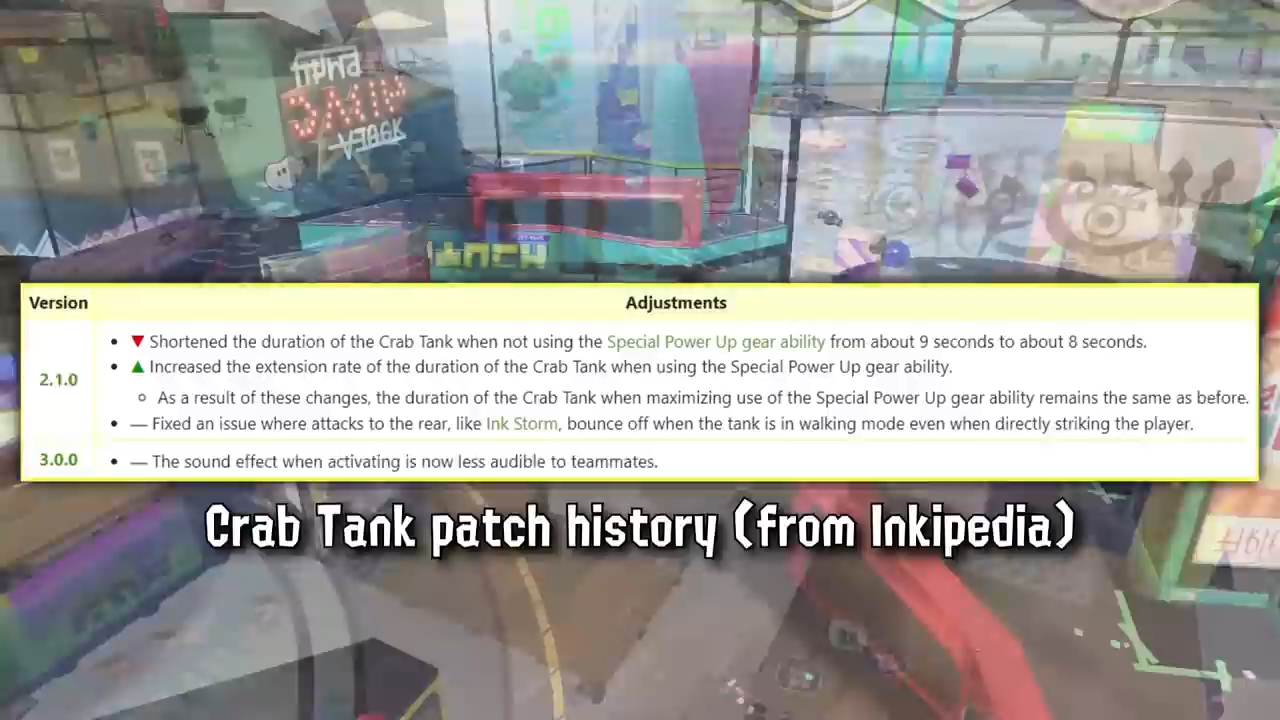 Version Adjustments
2.1.0
• ▼ Shortened the duration of the Crab Tank when not using the Special Power Up gear ability from about 9 seconds to about 8 seconds.
• ▲ Increased the extension rate of the duration of the Crab Tank when using the Special Power Up gear ability.
◦ As a result of these changes, the duration of the Crab Tank when maximizing use of the Special Power Up gear ability remains the same as before.
• — Fixed an issue where attacks to the rear, like Ink Storm, bounce off when the tank is in walking mode even when directly striking the player.
3.0.0
• — The sound effect when activating is now less audible to teammates.
Crab Tank patch history (from Inkipedia)